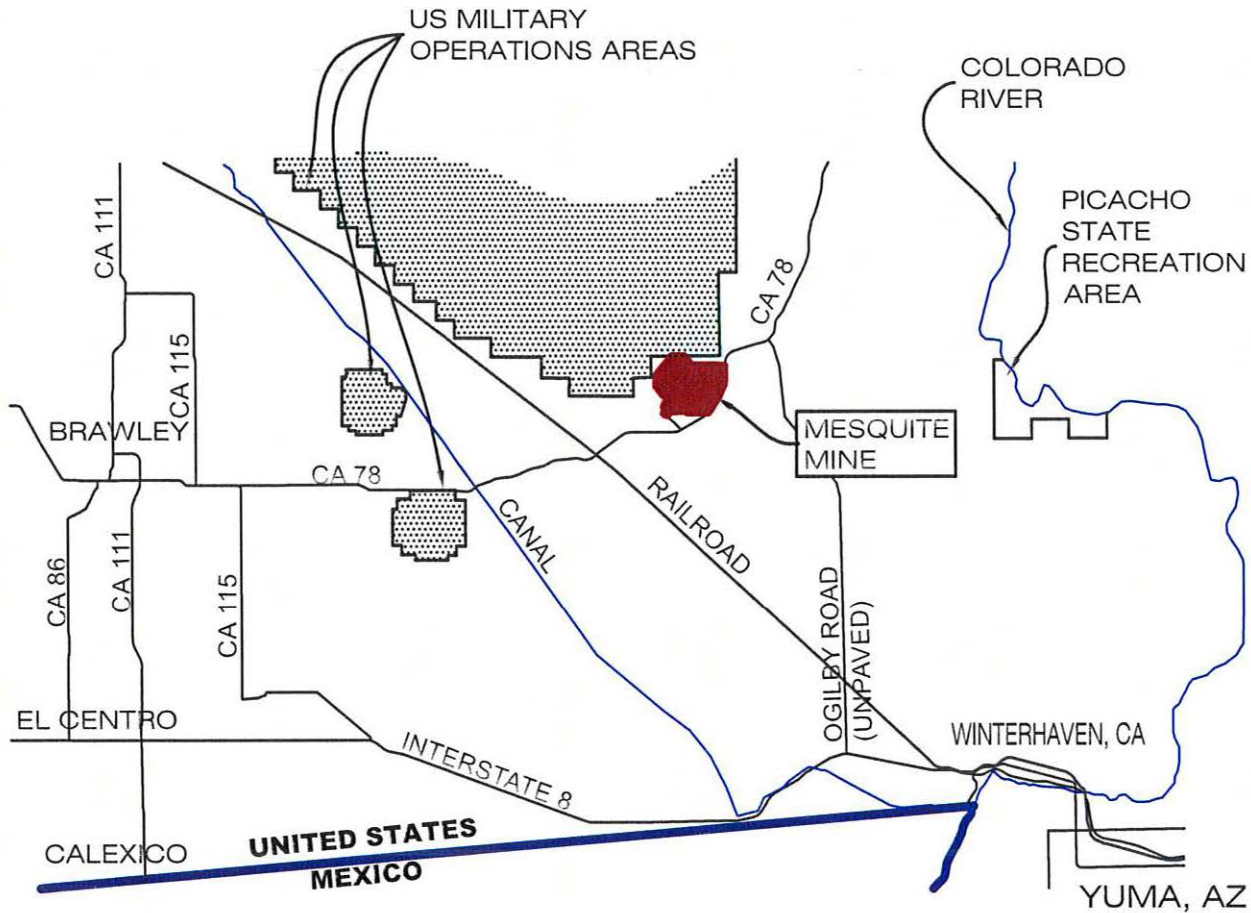 US MILITARY
OPERATIONS AREAS
COLORADO
RIVER
PICACHO
STATE
RECREATION
AREA
CA 111
CA 78
CA 115
BRAWLEY
MESQUITE
MINE
CA 78
RAILROAD
CANAL
CA 86
CA 111
CA 115
OGILBY ROAD
(UNPAVED)
EL CENTRO
INTERSTATE 8
WINTERHAVEN, CA
UNITED STATES
MEXICO
CALEXICO
YUMA, AZ